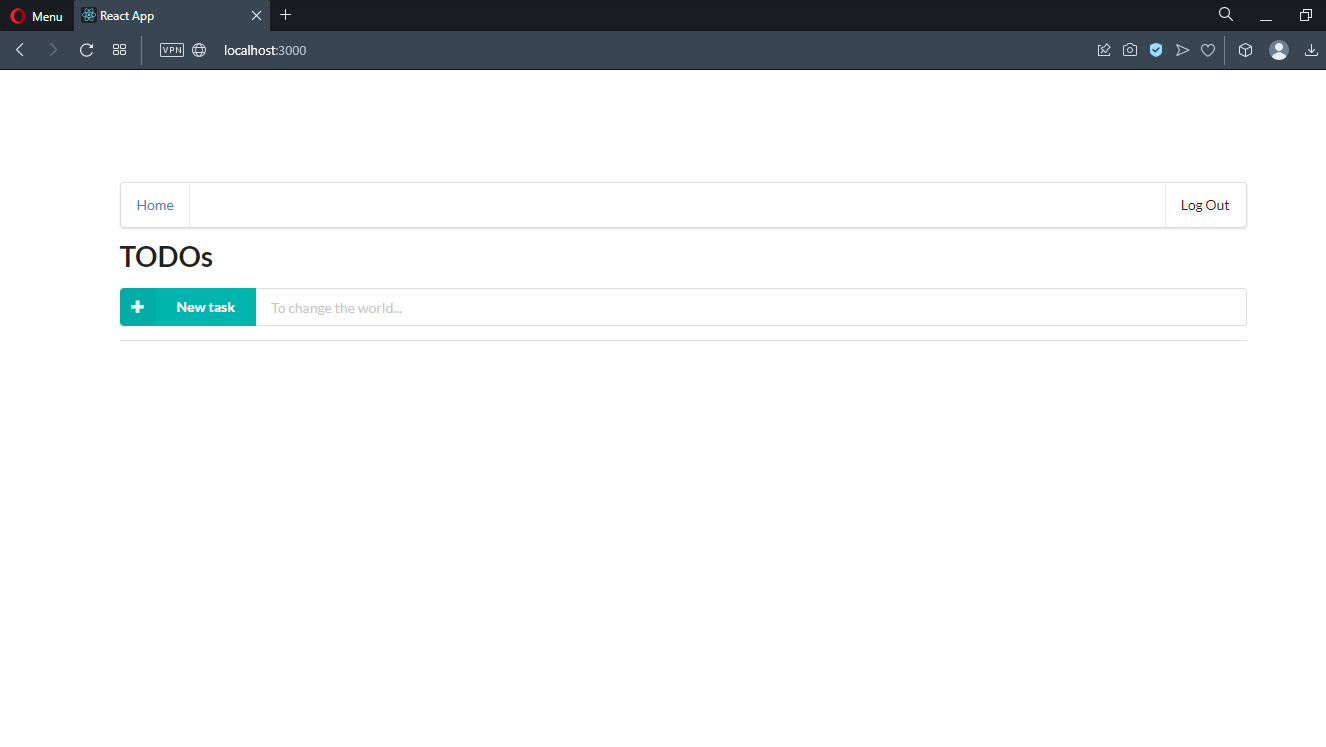 Menu
React App
VPN
localhost:3000
Home
Log Out
TODOs
New task
To change the world...